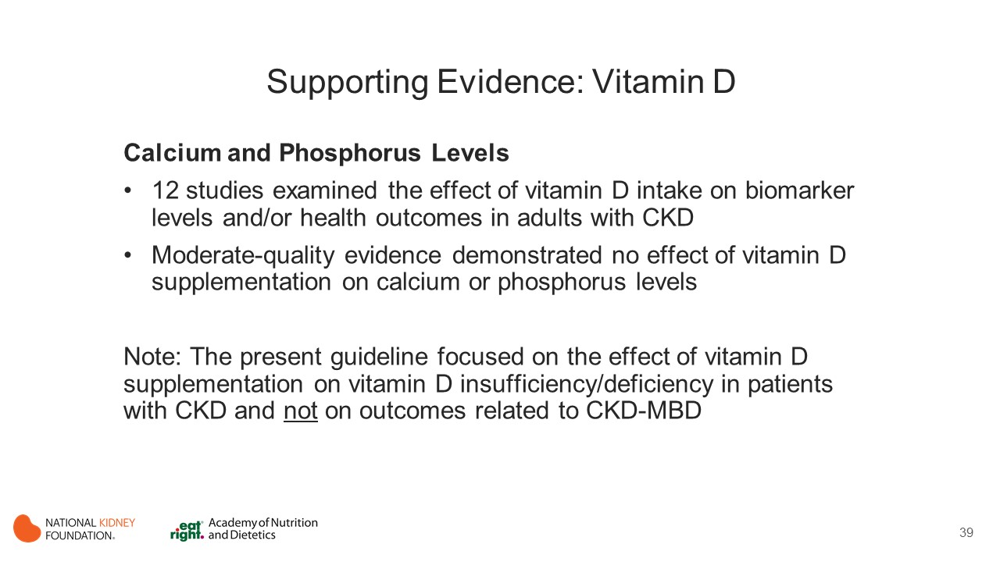 Supporting Evidence: Vitamin D
Calcium and Phosphorus Levels
• 12 studies examined the effect of vitamin D intake on biomarker
levels and/or health outcomes in adults with CKD
• Moderate-quality evidence demonstrated no effect of vitamin D
supplementation on calcium or phosphorus levels
Note: The present guideline focused on the effect of vitamin D
supplementation on vitamin D insufficiency/deficiency in patients
with CKD and not on outcomes related to CKD-MBD
NATIONAL KIDNEY
FOUNDATION®
eat
right.
Academy of Nutrition
and Dietetics
39